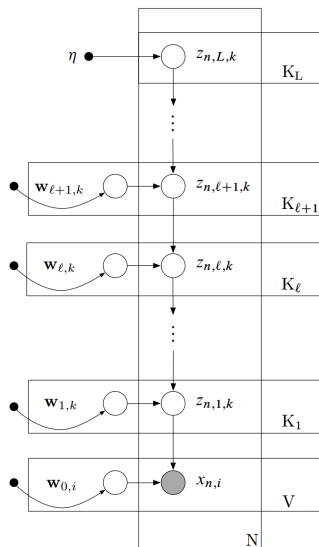 η z_{n,L,k}
K_L
⋮
w_{ℓ+1,k} z_{n,ℓ+1,k}
K_{ℓ+1}
w_{ℓ,k} z_{n,ℓ,k}
K_ℓ
⋮
w_{1,k} z_{n,1,k}
K_1
w_{0,i} x_{n,i}
V
N